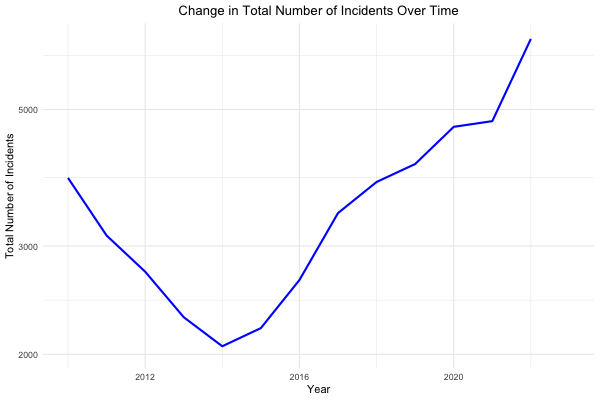 Change in Total Number of Incidents Over Time
Total Number of Incidents
5000
3000
2000
2012
2016
2020
Year